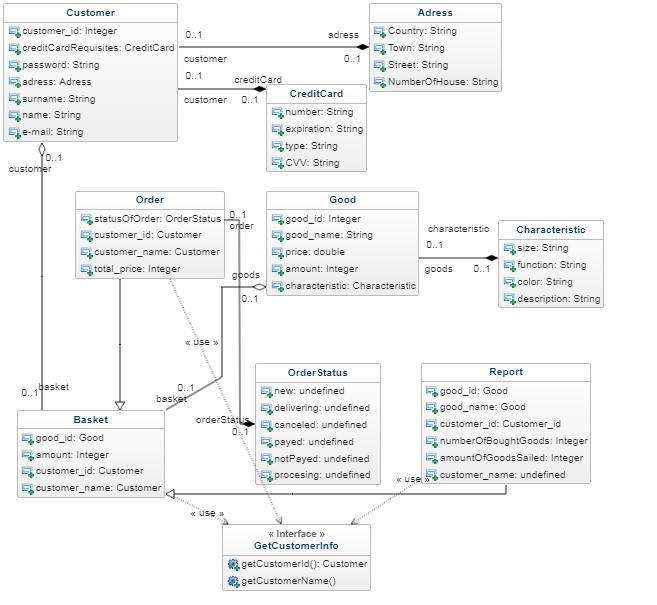 Customer
customer_id: Integer
creditCardRequisites: CreditCard
password: String
adress: Adress
surname: String
name: String
e-mail: String
0..1
adress
customer
0..1
0..1
creditCard
customer
0..1
Adress
Country: String
Town: String
Street: String
NumberOfHouse: String
CreditCard
number: String
expiration: String
type: String
CVV: String
0..1
customer
Order
statusOfOrder: OrderStatus
customer_id: Customer
customer_name: Customer
total_price: Integer
0..1
order
Good
good_id: Integer
good_name: String
price: double
amount: Integer
characteristic: Characteristic
goods
0..1
characteristic
0..1
goods
0..1
Characteristic
size: String
function: String
color: String
description: String
« use »
0..1
basket
0..1
basket
orderStatus
0..1
OrderStatus
new: undefined
delivering: undefined
canceled: undefined
payed: undefined
notPayed: undefined
procesing: undefined
Report
good_id: Good
good_name: Good
customer_id: Customer_id
numberOfBoughtGoods: Integer
amountOfGoodsSailed: Integer
customer_name: undefined
Basket
good_id: Good
amount: Integer
customer_id: Customer
customer_name: Customer
« use »
« use »
« Interface »
GetCustomerInfo
getCustomerId(): Customer
getCustomerName()